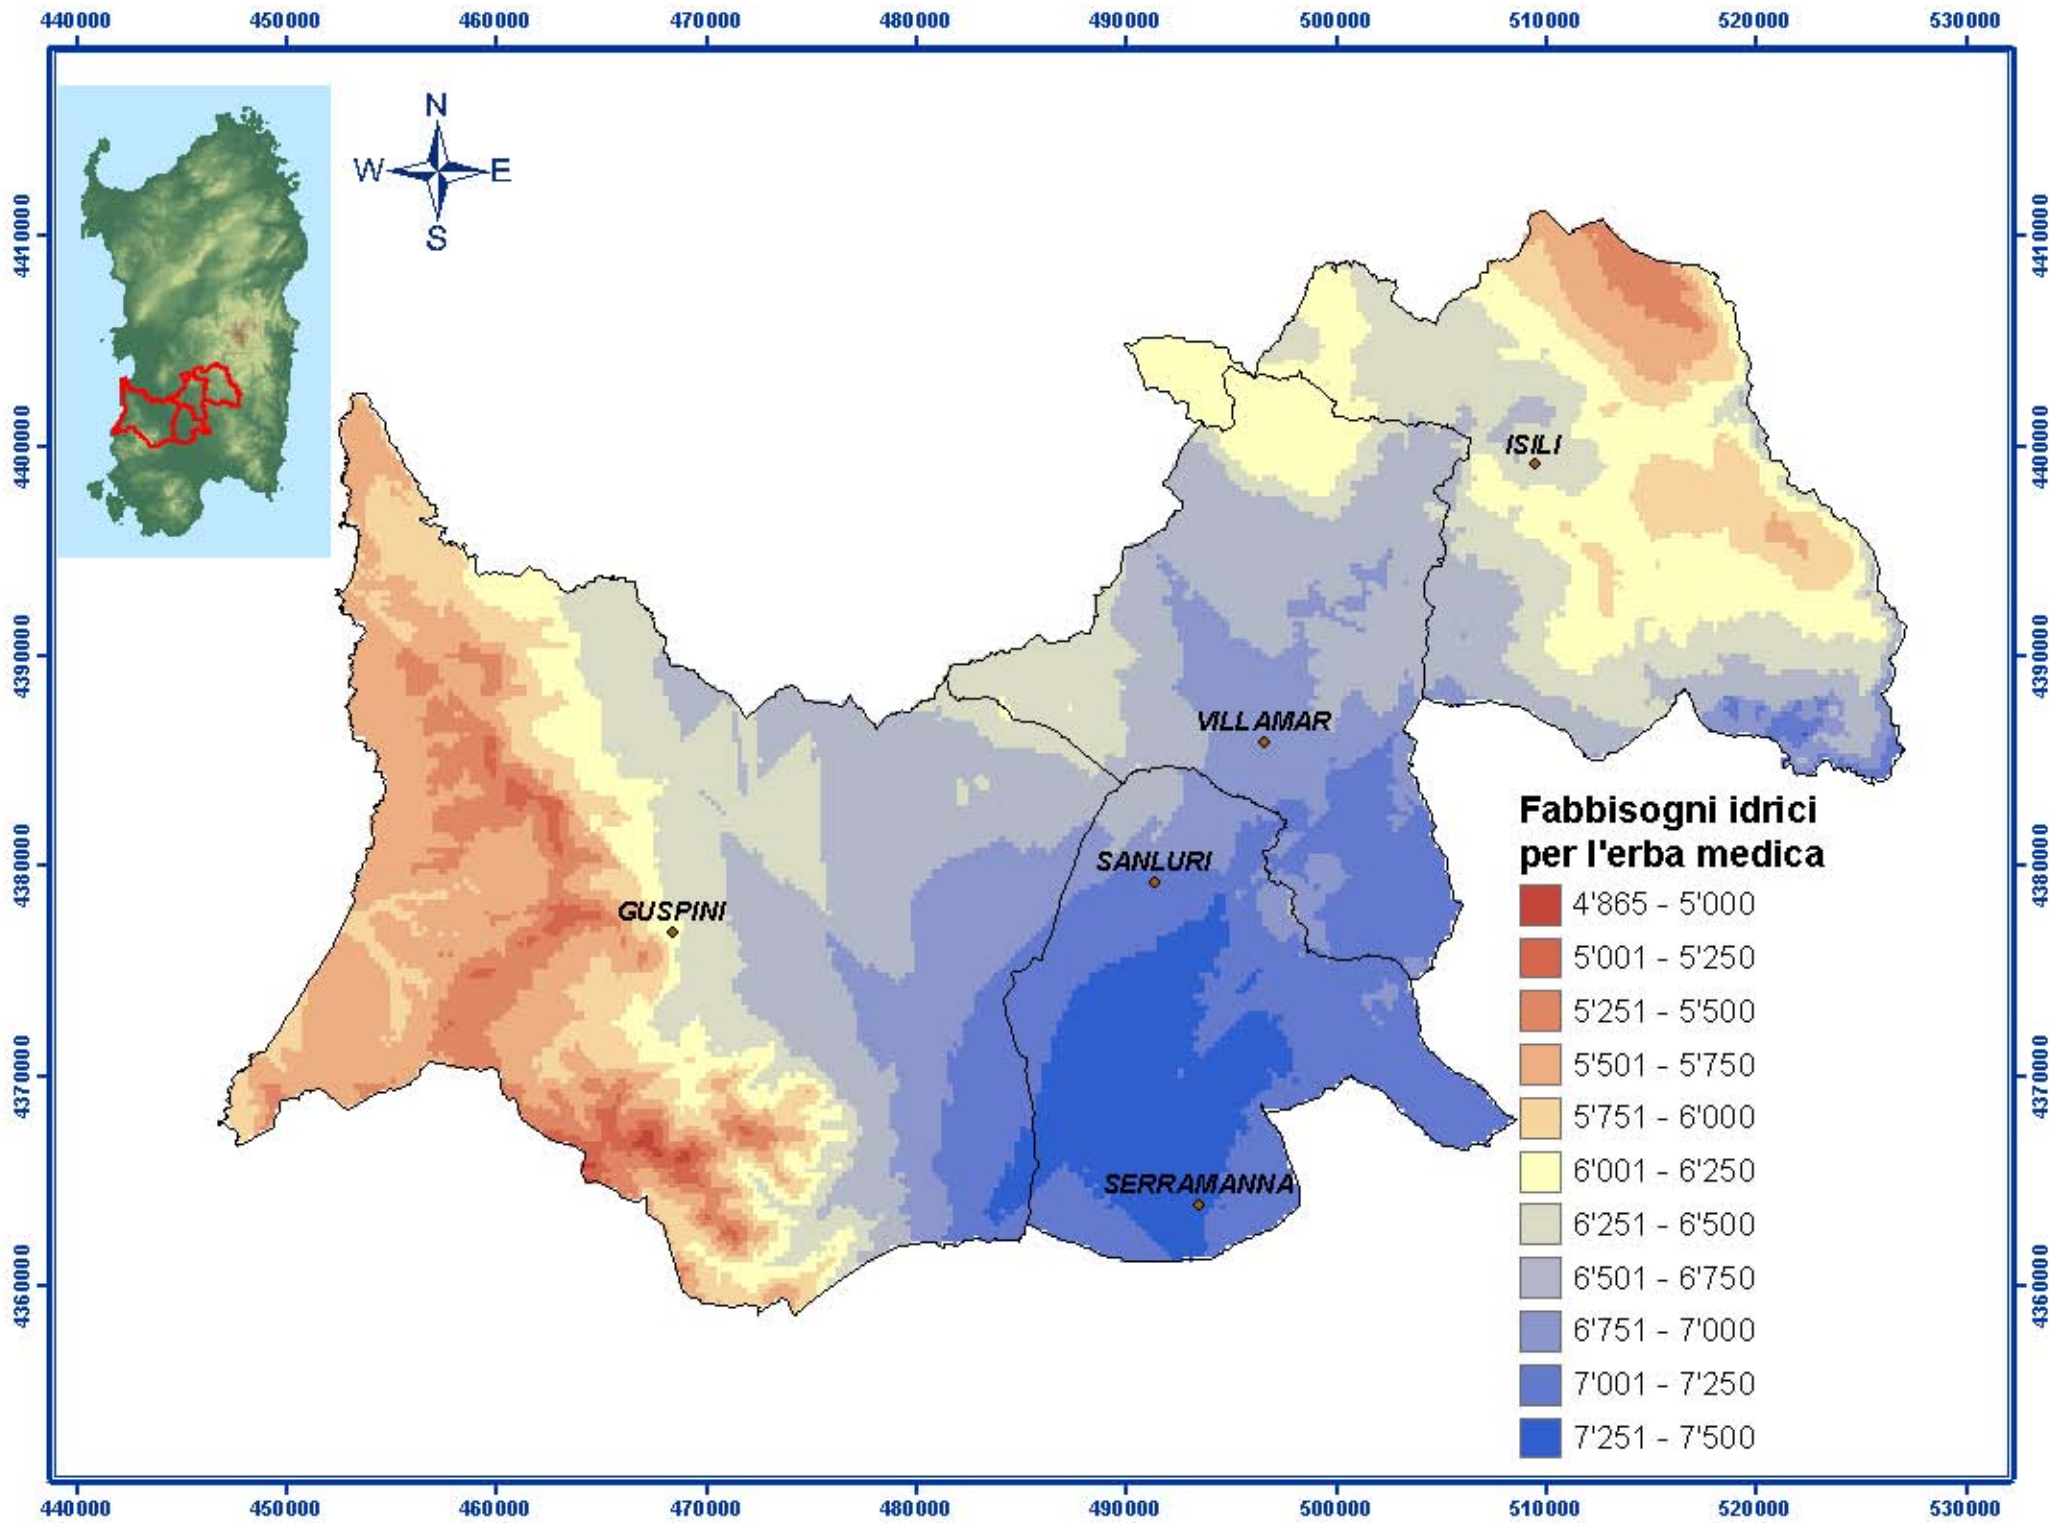 440000 450000 460000 470000 480000 490000 500000 510000 520000 530000
N
W E
S
4410000 4410000
4400000 4400000
4390000 4390000
4380000 4380000
4370000 4370000
4360000 4360000
ISILI
VILLAMAR
SANLURI
GUSPINI
SERRAMANNA
Fabbisogni idrici
per l'erba medica
4'865 - 5'000
5'001 - 5'250
5'251 - 5'500
5'501 - 5'750
5'751 - 6'000
6'001 - 6'250
6'251 - 6'500
6'501 - 6'750
6'751 - 7'000
7'001 - 7'250
7'251 - 7'500
440000 450000 460000 470000 480000 490000 500000 510000 520000 530000